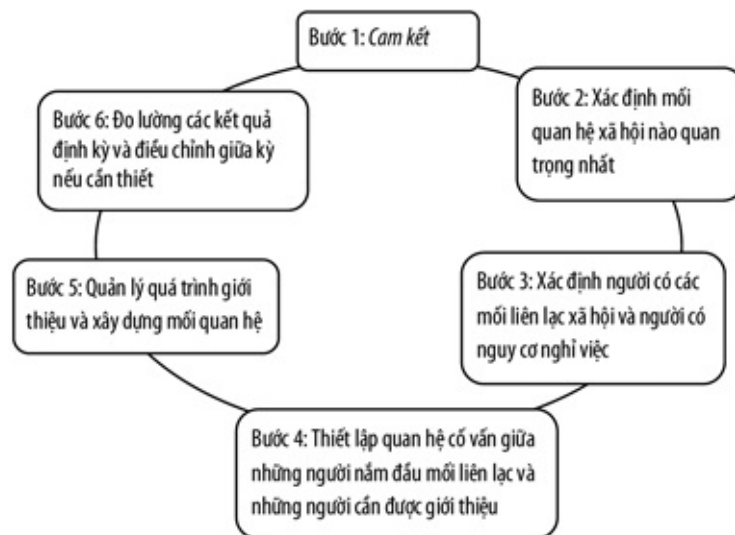 Bước 1: Cam kết
Bước 2: Xác định mối
quan hệ xã hội nào quan
trọng nhất
Bước 3: Xác định người có các
mối liên lạc xã hội và người có
nguy cơ nghỉ việc
Bước 4: Thiết lập quan hệ cố vấn giữa
những người nắm đầu mối liên lạc và
những người cần được giới thiệu
Bước 5: Quản lý quá trình giới
thiệu và xây dựng mối quan hệ
Bước 6: Đo lường các kết quả
định kỳ và điều chỉnh giữa kỳ
nếu cần thiết